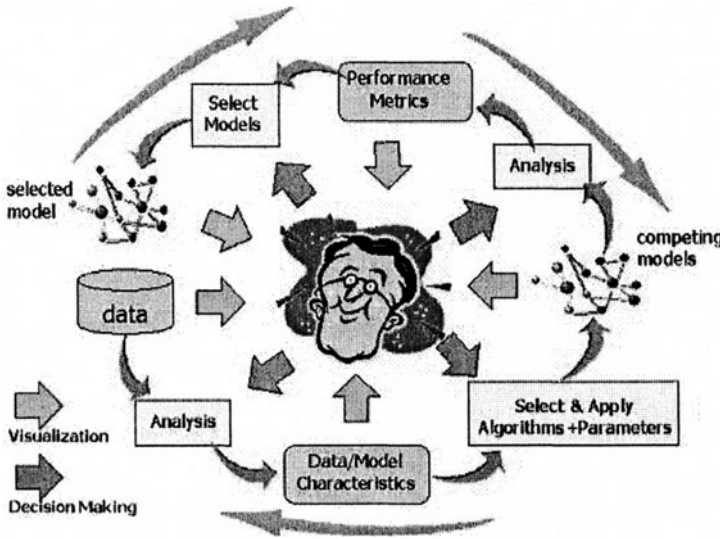 Performance
Metrics
Select
Models
Analysis
selected
model
competing
models
data
Analysis
Select & Apply
Algorithms+Parameters
Visualization
Data/Model
Characteristics
Decision Making